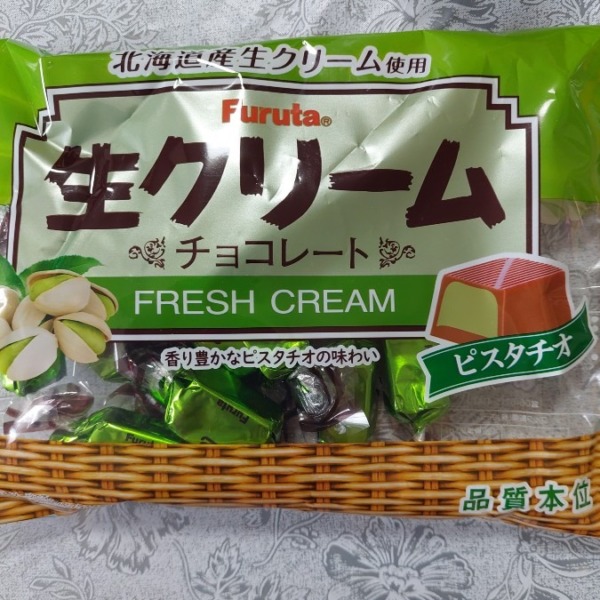 北海道産生クリーム使用
Furuta®
生クリーム
チョコレート
FRESH CREAM
ピスタチオ
香り豊かなピスタチオの味わい
Furuta
品質本位